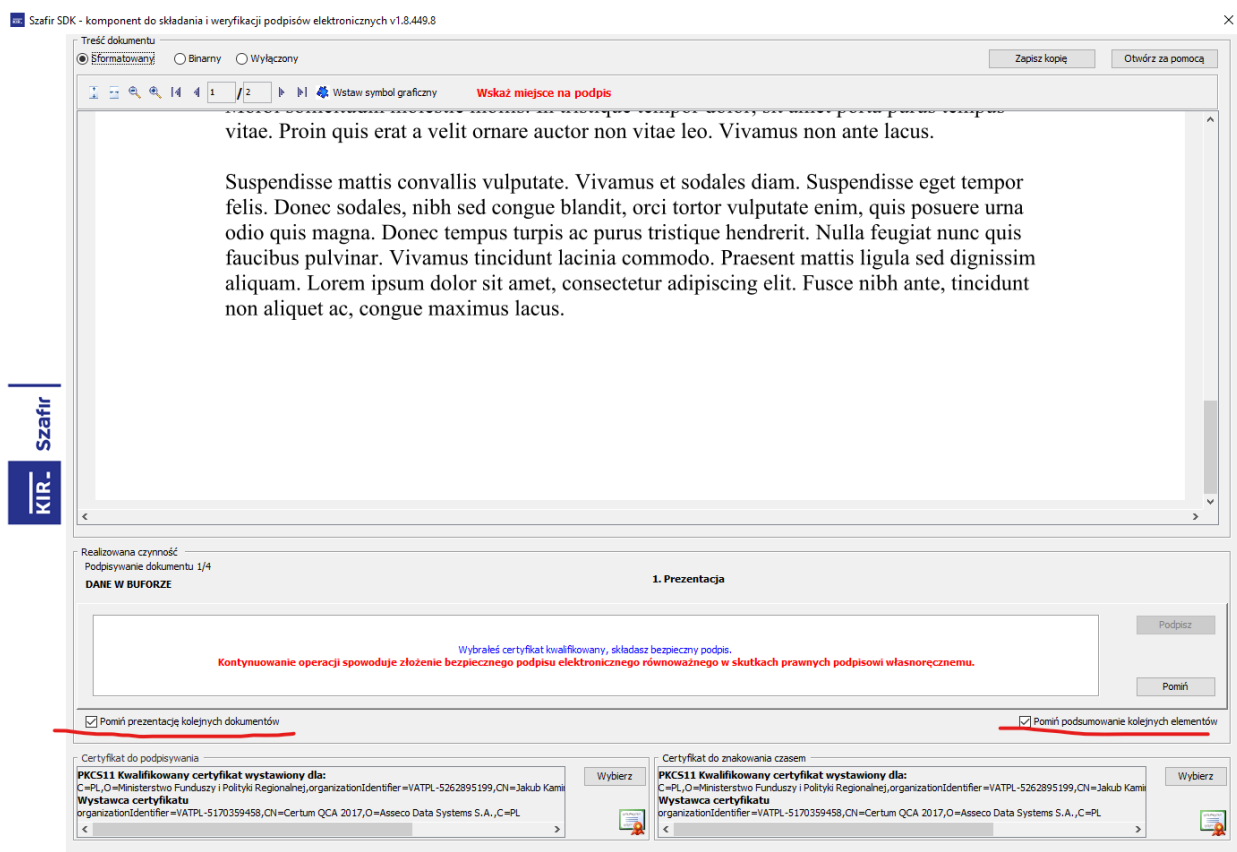 Szafir SDK - komponent do składania i weryfikacji podpisów elektronicznych v1.8.449.8
Treść dokumentu
Sformatowany Binarny Wyłączony Zapisz kopię Otwórz za pomocą
1 / 2 Wstaw symbol graficzny Wskaż miejsce na podpis
vitae. Proin quis erat a velit ornare auctor non vitae leo. Vivamus non ante lacus.
Suspendisse mattis convallis vulputate. Vivamus et sodales diam. Suspendisse eget tempor
felis. Donec sodales, nibh sed congue blandit, orci tortor vulputate enim, quis posuere urna
odio quis magna. Donec tempus turpis ac purus tristique hendrerit. Nulla feugiat nunc quis
faucibus pulvinar. Vivamus tincidunt lacinia commodo. Praesent mattis ligula sed dignissim
aliquam. Lorem ipsum dolor sit amet, consectetur adipiscing elit. Fusce nibh ante, tincidunt
non aliquet ac, congue maximus lacus.
KIR. Szafir
Realizowana czynność
Podpisywanie dokumentu 1/4
DANE W BUFORZE
1. Prezentacja
Wybrałeś certyfikat kwalifikowany, składasz bezpieczny podpis.
Kontynuowanie operacji spowoduje złożenie bezpiecznego podpisu elektronicznego równoważnego w skutkach prawnych podpisowi własnoręcznemu.
Podpisz
Pomiń
Pomiń prezentację kolejnych dokumentów
Pomiń podsumowanie kolejnych elementów
Certyfikat do podpisywania
PKCS11 Kwalifikowany certyfikat wystawiony dla:
C=PL,O=Ministerstwo Funduszy i Polityki Regionalnej,organizationIdentifier=VATPL-5262895199,CN=Jakub Kami
Wystawca certyfikatu
organizationIdentifier=VATPL-5170359458,CN=Certum QCA 2017,O=Asseco Data Systems S.A.,C=PL
Wybierz
Certyfikat do znakowania czasem
PKCS11 Kwalifikowany certyfikat wystawiony dla:
C=PL,O=Ministerstwo Funduszy i Polityki Regionalnej,organizationIdentifier=VATPL-5262895199,CN=Jakub Kami
Wystawca certyfikatu
organizationIdentifier=VATPL-5170359458,CN=Certum QCA 2017,O=Asseco Data Systems S.A.,C=PL
Wybierz